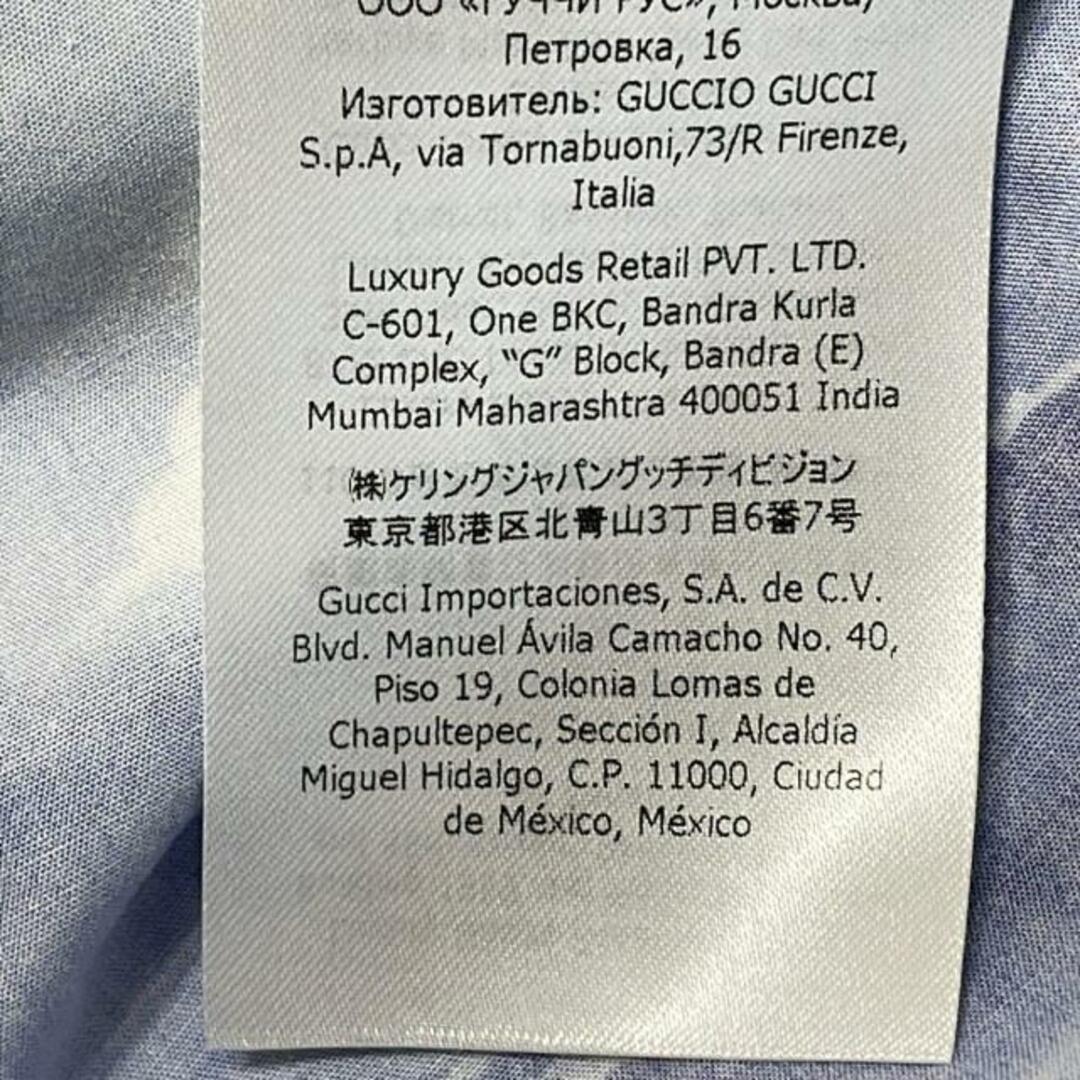 ООО «ГУЧЧИ РУС», Москва,
Петровка, 16
Изготовитель: GUCCIO GUCCI
S.p.A, via Tornabuoni,73/R Firenze,
Italia
Luxury Goods Retail PVT. LTD.
C-601, One BKC, Bandra Kurla
Complex, “G” Block, Bandra (E)
Mumbai Maharashtra 400051 India
㈱ケリングジャパングッチディビジョン
東京都港区北青山3丁目6番7号
Gucci Importaciones, S.A. de C.V.
Blvd. Manuel Ávila Camacho No. 40,
Piso 19, Colonia Lomas de
Chapultepec, Sección I, Alcaldía
Miguel Hidalgo, C.P. 11000, Ciudad
de México, México